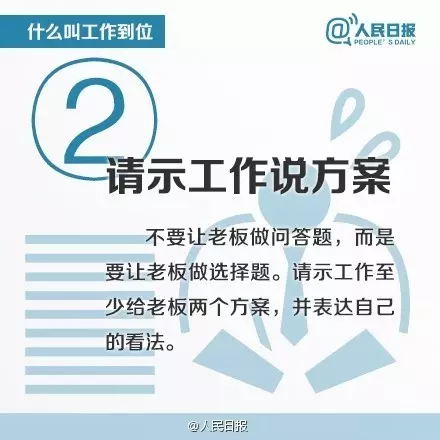 什么叫工作到位
@人民日报
PEOPLE'S DAILY
2
请示工作说方案
不要让老板做问答题，而是
要让老板做选择题。请示工作至
少给老板两个方案，并表达自己
的看法。
@人民日报